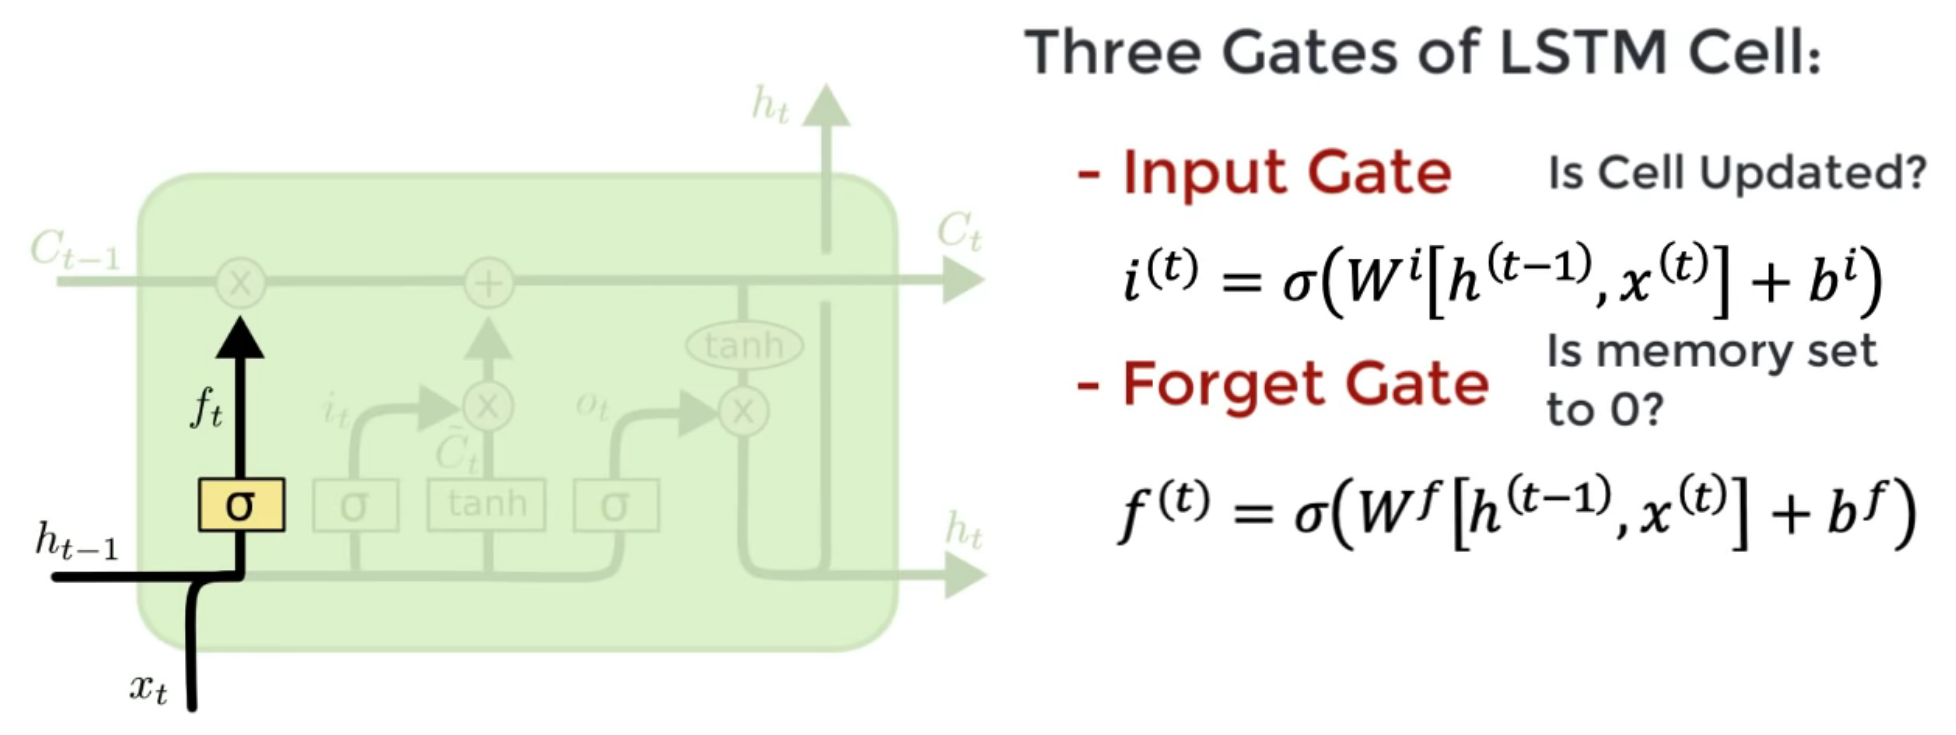 Three Gates of LSTM Cell:
- Input Gate Is Cell Updated?
i^{(t)} = σ(W^i[h^{(t−1)}, x^{(t)}] + b^i)
- Forget Gate Is memory set to 0?
f^{(t)} = σ(W^f[h^{(t−1)}, x^{(t)}] + b^f)
h_t
C_{t−1}
C_t
×
+
tanh
f_t
i_t
×
o_t
×
C̃_t
σ
σ
tanh
σ
h_{t−1}
h_t
x_t